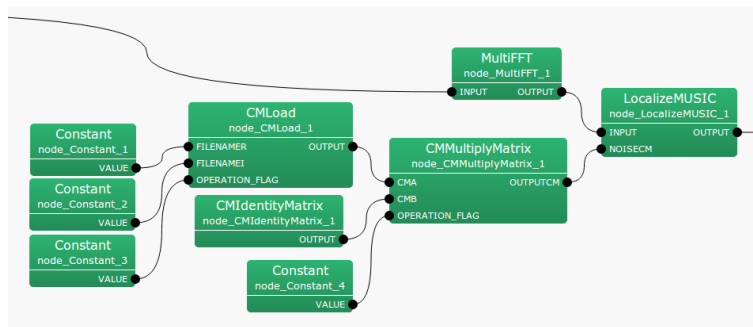 MultiFFT
node_MultiFFT_1
INPUT OUTPUT
LocalizeMUSIC
node_LocalizeMUSIC_1
INPUT OUTPUT
NOISECM
CMLoad
node_CMLoad_1
FILENAMER OUTPUT
FILENAMEI
OPERATION_FLAG
Constant
node_Constant_1
VALUE
Constant
node_Constant_2
VALUE
Constant
node_Constant_3
VALUE
CMMultiplyMatrix
node_CMMultiplyMatrix_1
CMA OUTPUTCM
CMB
OPERATION_FLAG
CMIdentityMatrix
node_CMIdentityMatrix_1
OUTPUT
Constant
node_Constant_4
VALUE